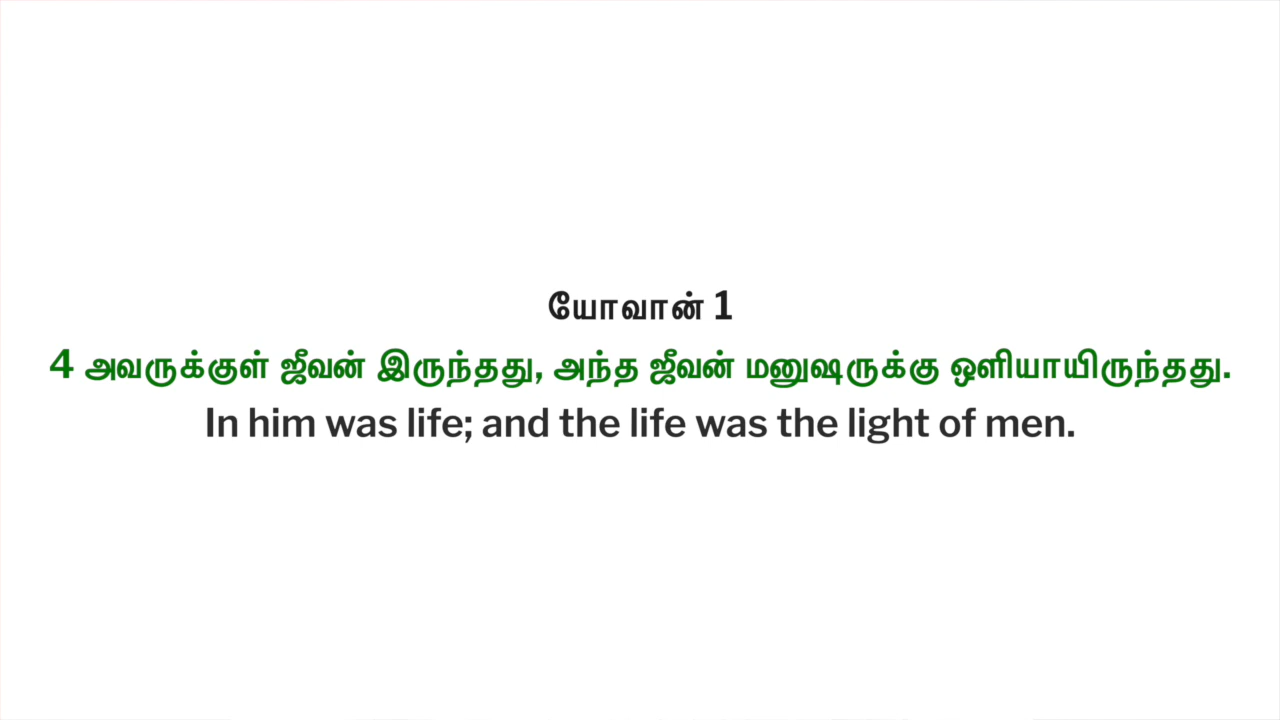 யோவான் 1
4 அவருக்குள் ஜீவன் இருந்தது, அந்த ஜீவன் மனுஷருக்கு ஒளியாயிருந்தது.
In him was life; and the life was the light of men.